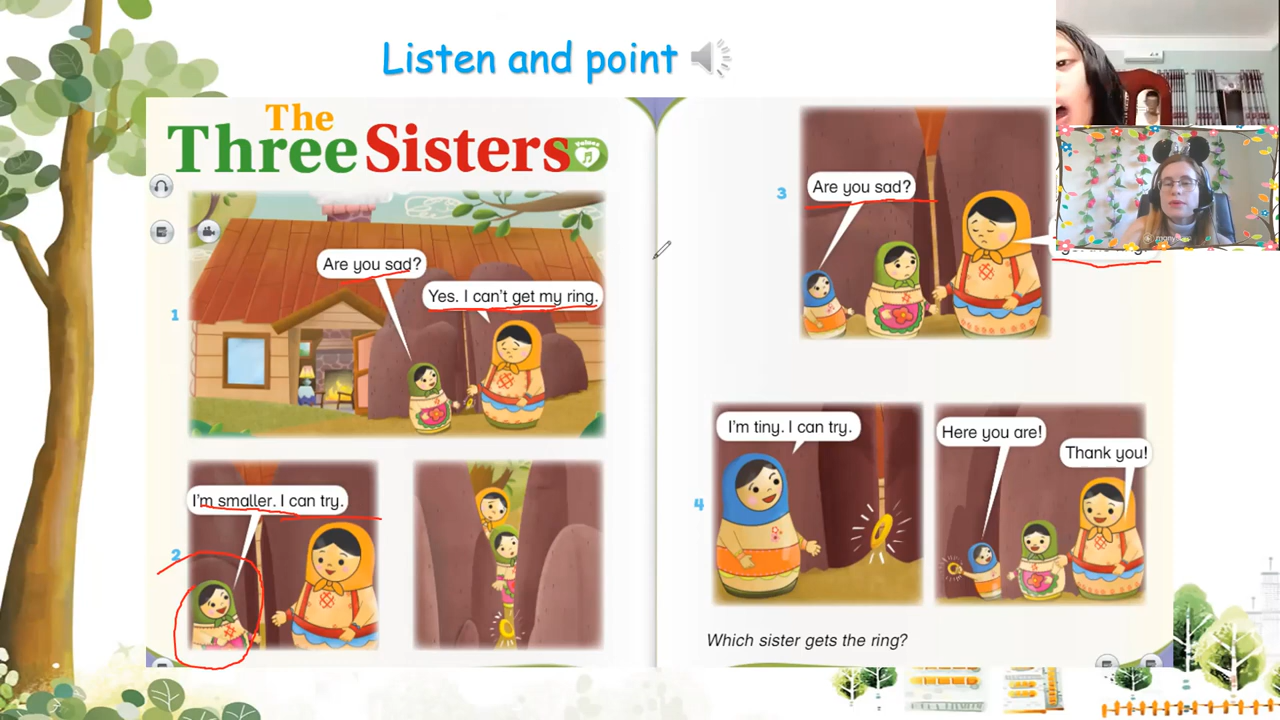 Listen and point
The
Three Sisters
1
Are you sad?
Yes. I can't get my ring.
2
I'm smaller. I can try.
3
Are you sad?
4
I'm tiny. I can try.
Here you are!
Thank you!
Which sister gets the ring?